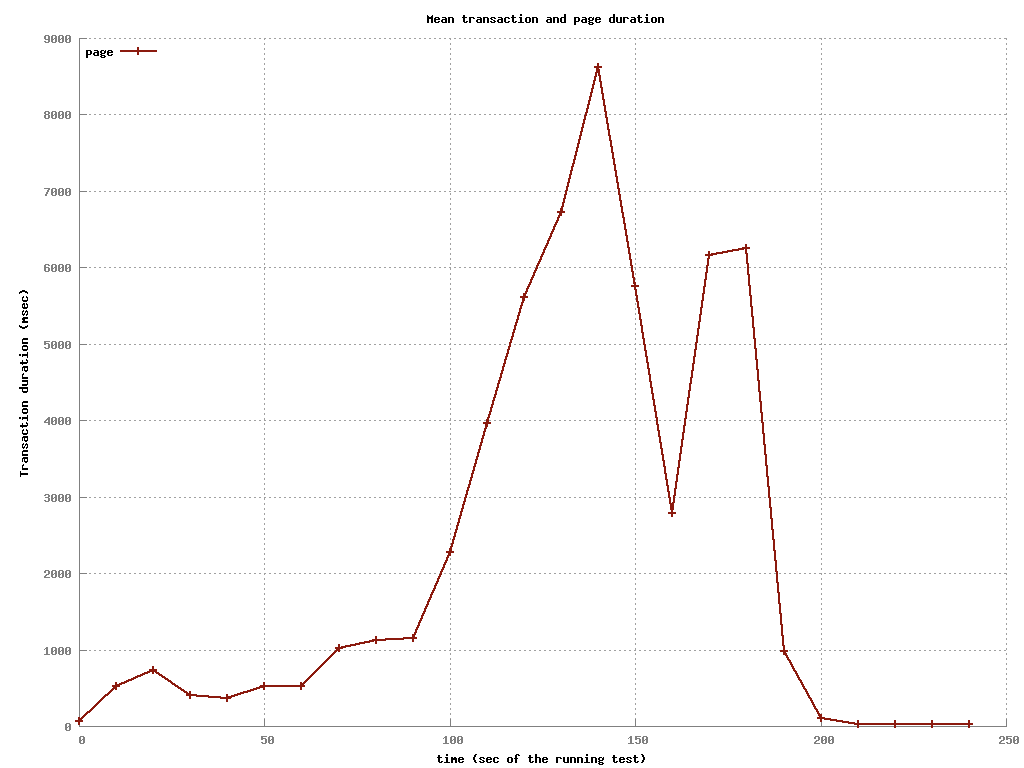 Mean transaction and page duration
9000
page
8000
7000
6000
5000
4000
3000
2000
1000
0
Transaction duration (msec)
0 50 100 150 200 250
time (sec of the running test)